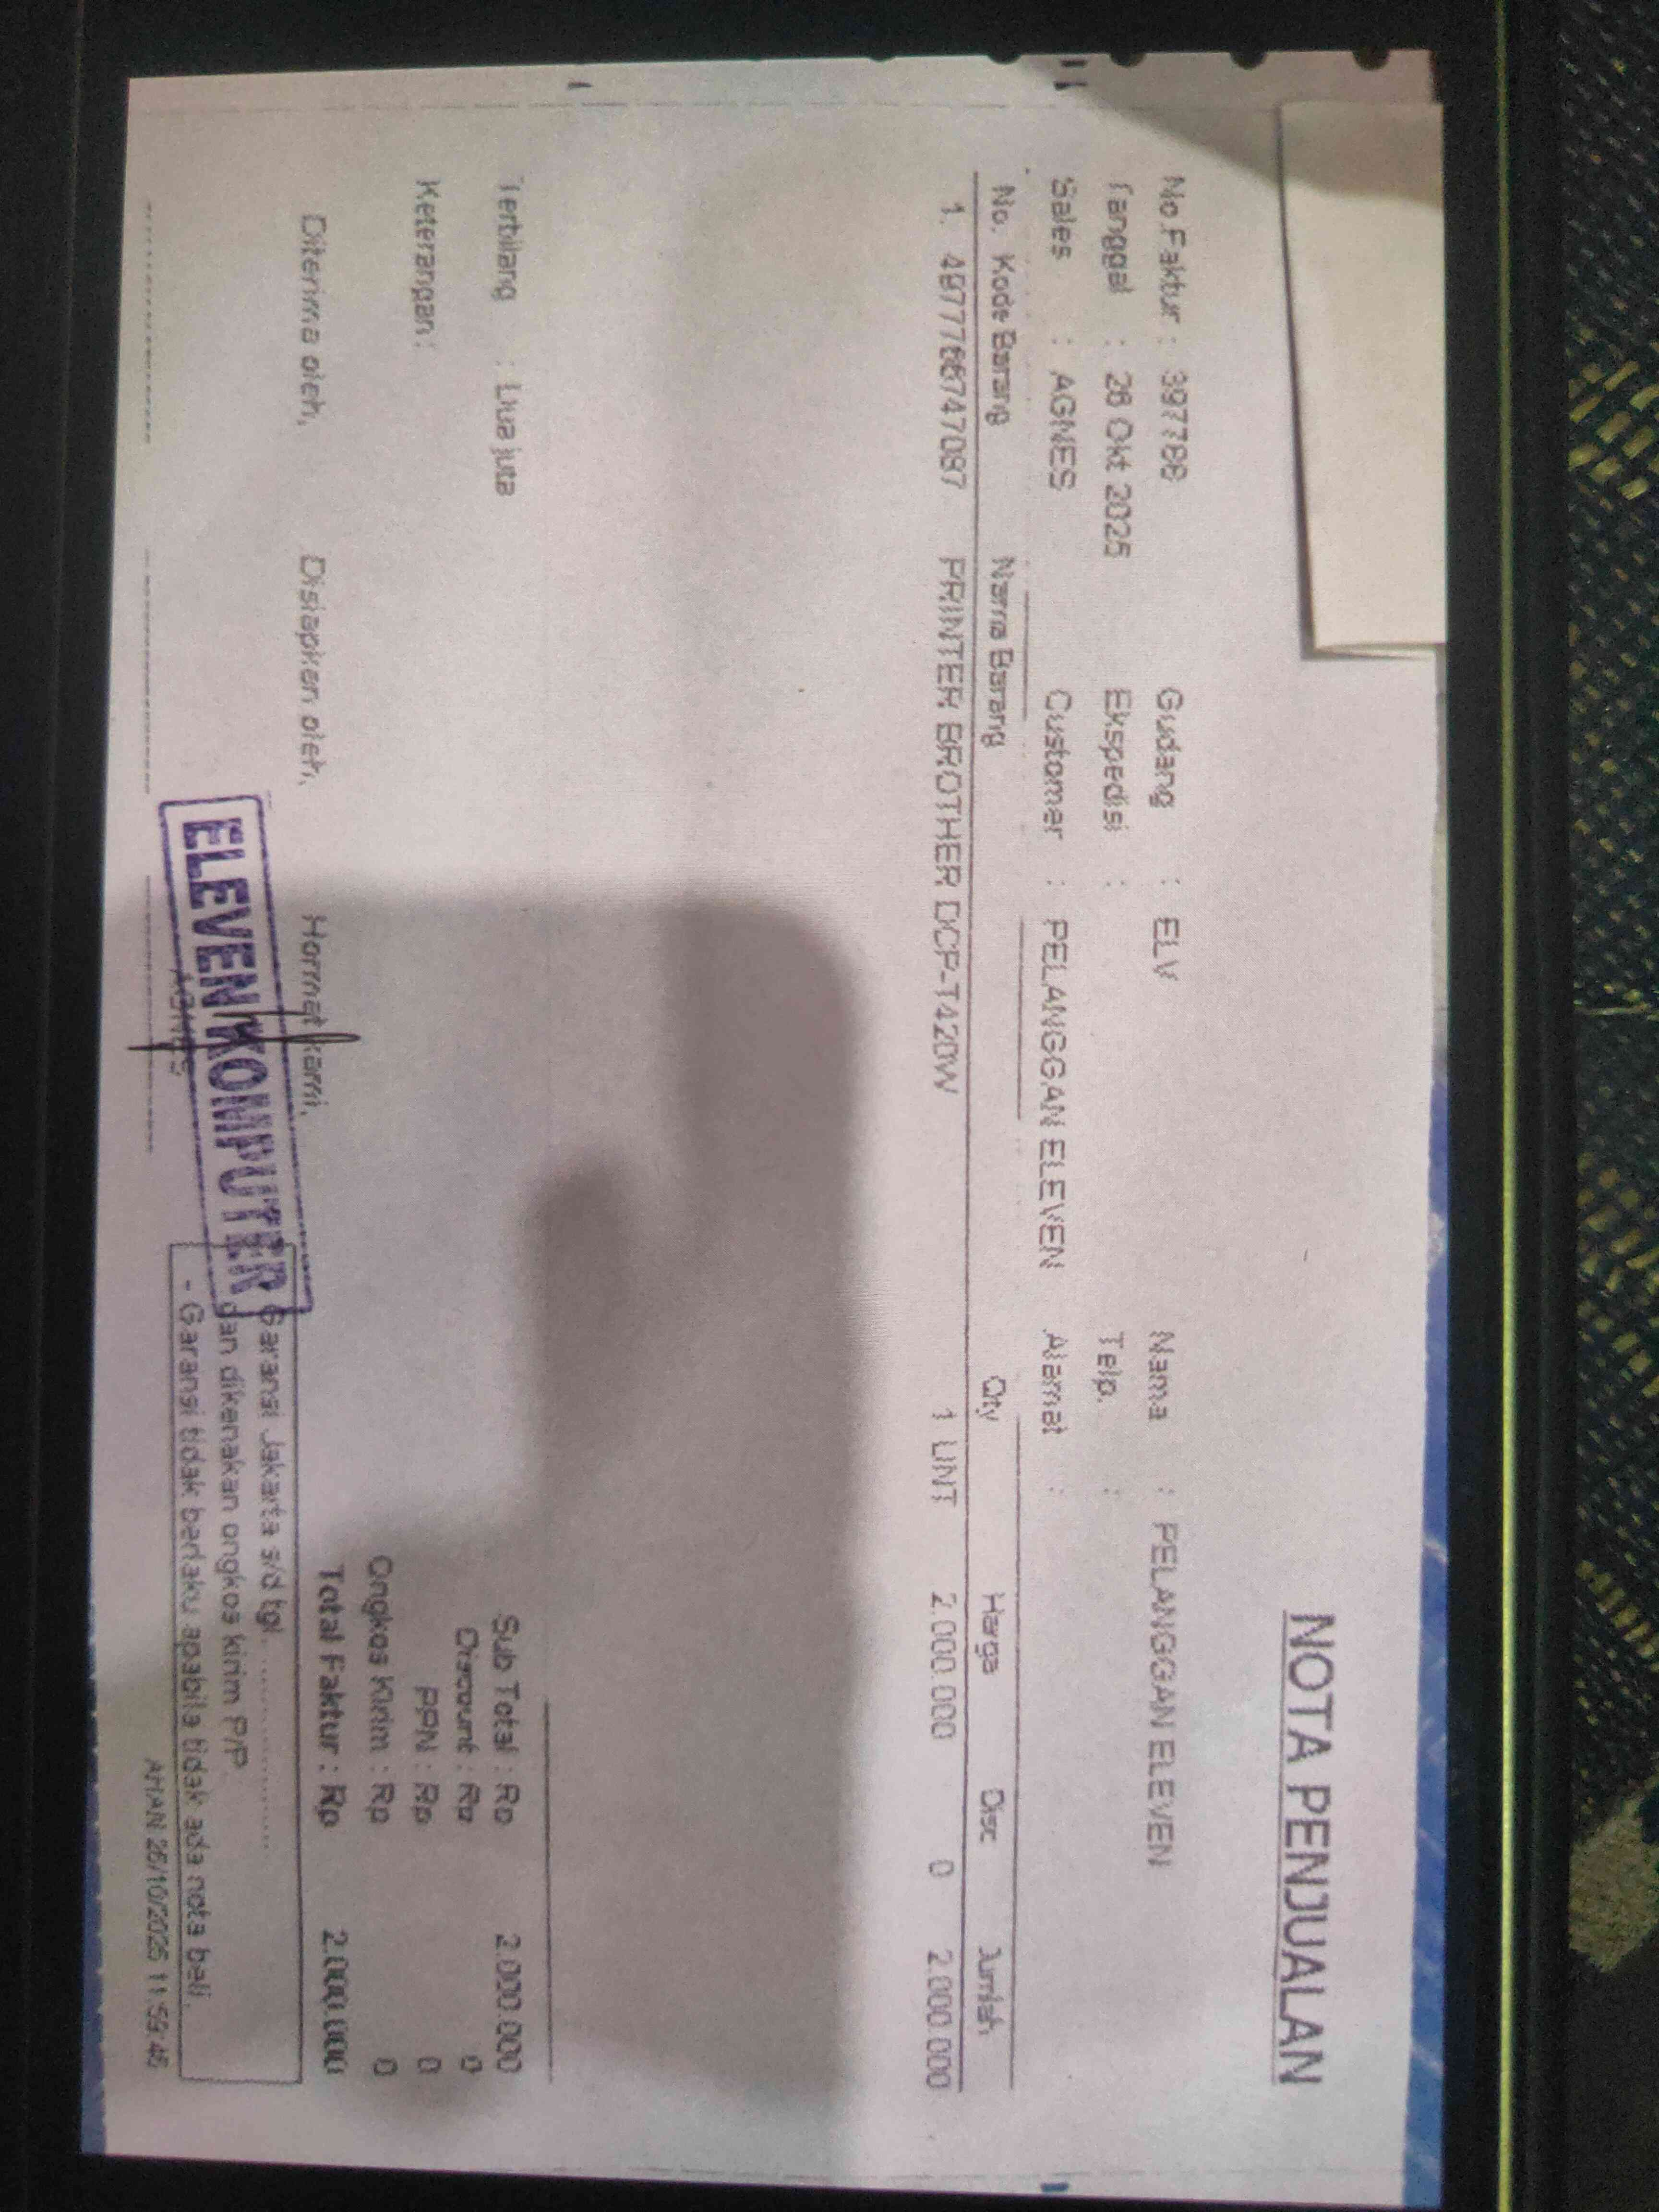 NOTA PENJUALAN
No.Faktur : 397788 Gudang : ELV Nama : PELANGGAN ELEVEN
Tanggal : 26 Okt 2025 Ekspedisi : Telp. :
Sales : AGNES Customer : PELANGGAN ELEVEN Alamat :
No. Kode Barang Nama Barang Qty Harga Disc Jumlah
1. 4977766747087 PRINTER BROTHER DCP-T420W 1 UNT 2.000.000 0 2.000.000
Terbilang : Dua juta Sub Total : Rp 2.000.000
Discount : Rp 0
Keterangan : PPN : Rp 0
Ongkos Kirim : Rp 0
Diterima oleh, Disiapkan oleh, Hormat kami, Total Faktur : Rp 2.000.000
ELEVEN KOMPUTER
AGNES
Garansi Jakarta s/d tgl. ....................
dan dikenakan ongkos kirim P/P
- Garansi tidak berlaku apabila tidak ada nota beli.
26/10/2025 11:59:46